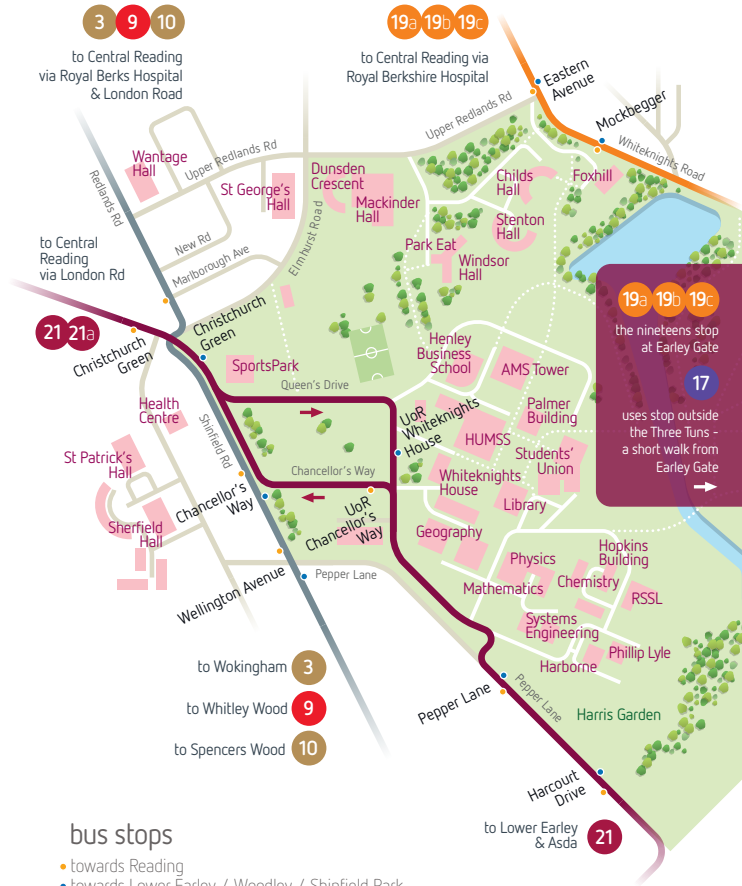 3 9 10
to Central Reading
via Royal Berks Hospital
& London Road
19a 19b 19c
to Central Reading via
Royal Berkshire Hospital
Eastern
Avenue
Mockbegger
Whiteknights Road
Upper Redlands Rd
Wantage
Hall
Upper Redlands Rd
Redlands Rd
St George's
Hall
Dunsden
Crescent
Mackinder
Hall
Childs
Hall
Foxhill
Stenton
Hall
Park Eat
Windsor
Hall
Elmhurst Road
New Rd
Marlborough Ave
to Central
Reading
via London Rd
21 21a
Christchurch
Green
Christchurch
Green
19a 19b 19c
the nineteens stop
at Earley Gate
17
uses stop outside
the Three Tuns –
a short walk from
Earley Gate
SportsPark
Queen's Drive
Henley
Business
School
AMS Tower
Palmer
Building
UoR
Whiteknights
House
HUMSS
Students'
Union
Health
Centre
Shinfield Rd
St Patrick's
Hall
Chancellor's
Way
Chancellor's Way
UoR
Chancellor's
Way
Whiteknights
House
Library
Geography
Sherfield
Hall
Physics
Hopkins
Building
Chemistry
Mathematics
RSSL
Systems
Engineering
Phillip Lyle
Harborne
Wellington Avenue
Pepper Lane
to Wokingham 3
to Whitley Wood 9
to Spencers Wood 10
Pepper Lane
Pepper Lane
Harris Garden
Harcourt
Drive
to Lower Earley
& Asda
21
bus stops
towards Reading
towards Lower Earley / Woodley / Shinfield Park